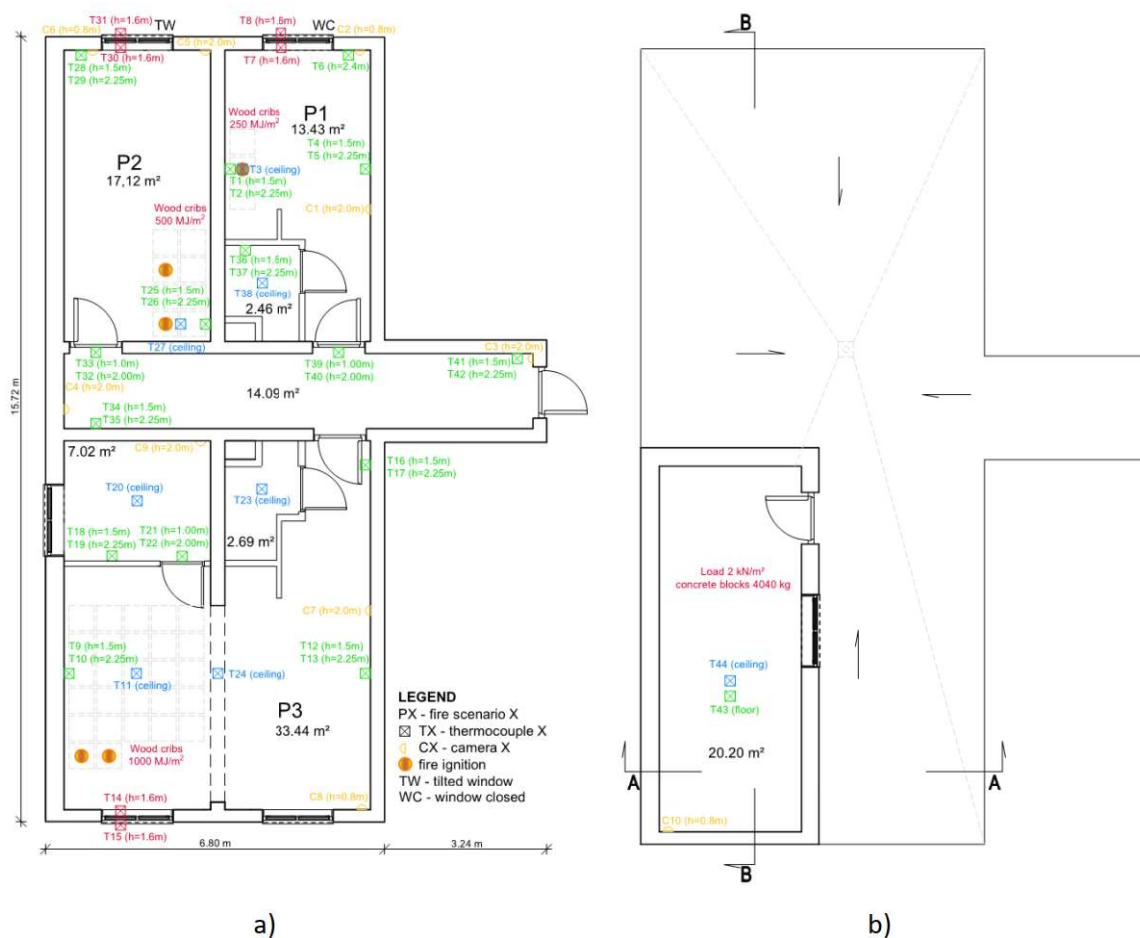 T31 (h=1.6m)
TW
T8 (h=1.6m)
WC
C6 (h=0.8m)
C5 (h=2.0m)
C2 (h=0.8m)
T30 (h=1.6m)
T7 (h=1.6m)
T28 (h=1.5m)
T29 (h=2.25m)
T6 (h=2.4m)
Wood cribs
250 MJ/m²
P1
13.43 m²
T4 (h=1.5m)
T5 (h=2.25m)
P2
17,12 m²
T3 (ceiling)
T1 (h=1.5m)
T2 (h=2.25m)
C1 (h=2.0m)
Wood cribs
500 MJ/m²
T36 (h=1.5m)
T37 (h=2.25m)
T38 (ceiling)
2.46 m²
T25 (h=1.5m)
T26 (h=2.25m)
T27 (ceiling)
T33 (h=1.0m)
T32 (h=2.00m)
T39 (h=1.00m)
T40 (h=2.00m)
C3 (h=2.0m)
T41 (h=1.5m)
T42 (h=2.25m)
C4 (h=2.0m)
14.09 m²
T34 (h=1.5m)
T35 (h=2.25m)
15.72 m
7.02 m²
C9 (h=2.0m)
T16 (h=1.5m)
T17 (h=2.25m)
T20 (ceiling)
T23 (ceiling)
T18 (h=1.5m)
T19 (h=2.25m)
T21 (h=1.00m)
T22 (h=2.00m)
2.69 m²
C7 (h=2.0m)
T9 (h=1.5m)
T10 (h=2.25m)
T11 (ceiling)
T24 (ceiling)
T12 (h=1.5m)
T13 (h=2.25m)
P3
33.44 m²
Wood cribs
1000 MJ/m²
T14 (h=1.6m)
T15 (h=1.6m)
C8 (h=0.8m)
6.80 m
3.24 m
LEGEND
PX - fire scenario X
TX - thermocouple X
CX - camera X
fire ignition
TW - tilted window
WC - window closed
a)
B
Load 2 kN/m²
concrete blocks 4040 kg
T44 (ceiling)
T43 (floor)
20.20 m²
A
A
C10 (h=0.8m)
B
b)